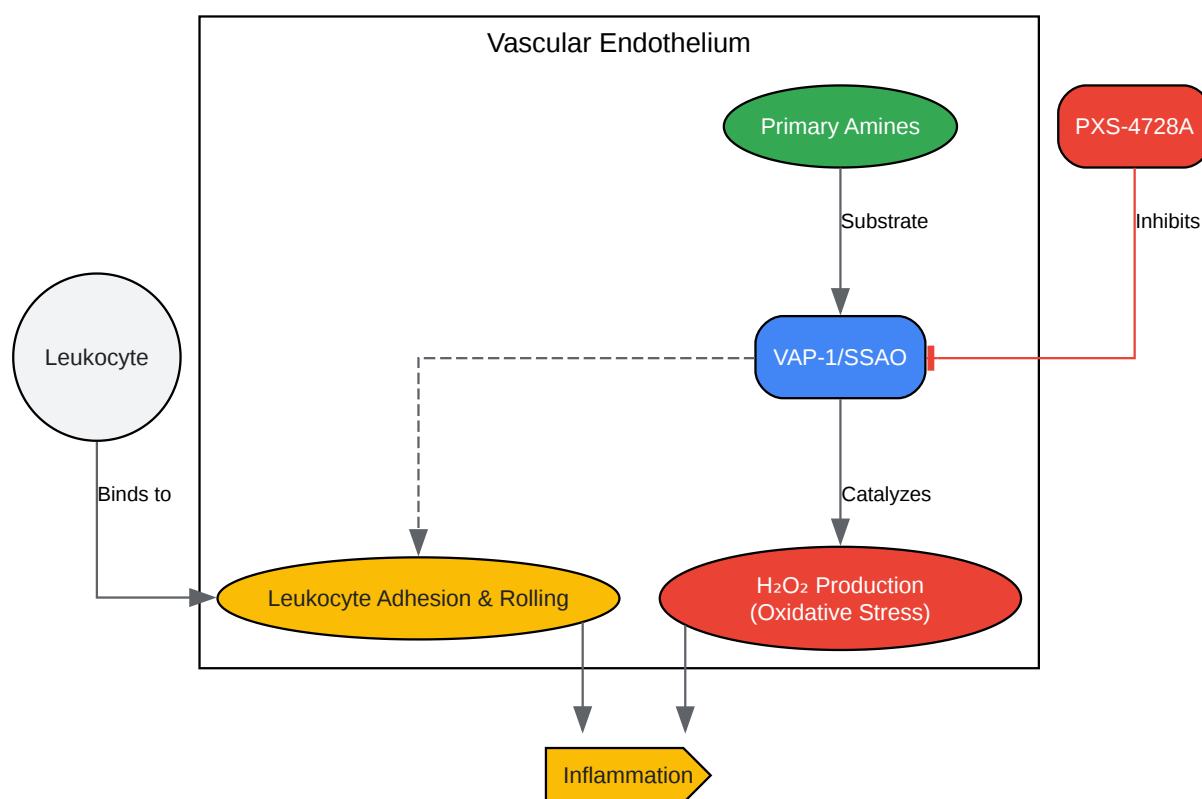 Vascular Endothelium
Primary Amines
PXS-4728A
Substrate
Inhibits
Leukocyte
VAP-1/SSAO
Binds to
Catalyzes
Leukocyte Adhesion & Rolling
H₂O₂ Production
(Oxidative Stress)
Inflammation